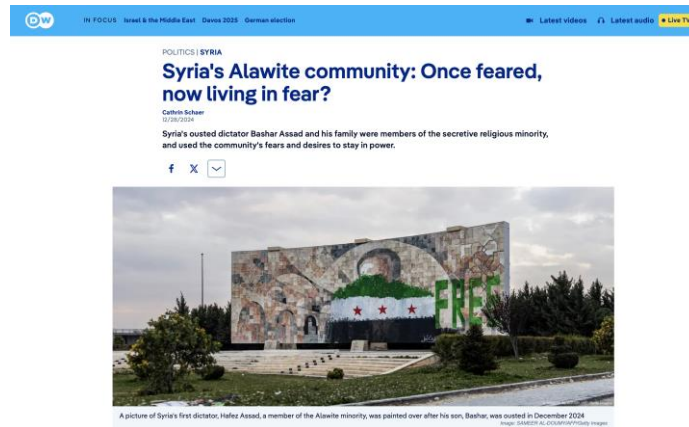 DW
IN FOCUS Israel & the Middle East Davos 2025 German election
Latest videos Latest audio Live TV
POLITICS | SYRIA
Syria's Alawite community: Once feared,
now living in fear?
Cathrin Schaer
12/28/2024
Syria's ousted dictator Bashar Assad and his family were members of the secretive religious minority,
and used the community's fears and desires to stay in power.
FREE
A picture of Syria's first dictator, Hafez Assad, a member of the Alawite minority, was painted over after his son, Bashar, was ousted in December 2024
Image: SAMEER AL-DOUMY/AFP/Getty Images